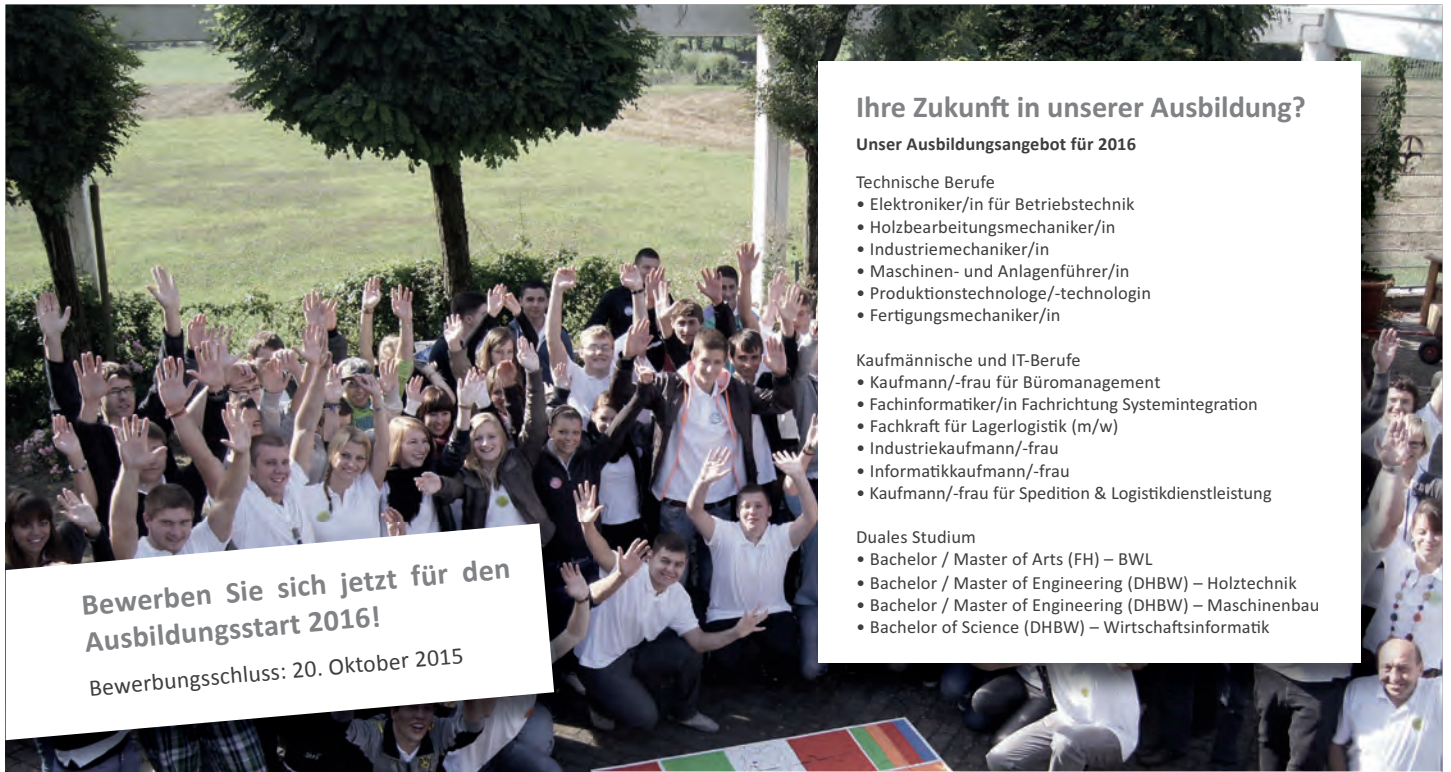 Ihre Zukunft in unserer Ausbildung?
Unser Ausbildungsangebot für 2016
Technische Berufe
• Elektroniker/in für Betriebstechnik
• Holzbearbeitungsmechaniker/in
• Industriemechaniker/in
• Maschinen- und Anlagenführer/in
• Produktionstechnologe/-technologin
• Fertigungsmechaniker/in
Kaufmännische und IT-Berufe
• Kaufmann/-frau für Büromanagement
• Fachinformatiker/in Fachrichtung Systemintegration
• Fachkraft für Lagerlogistik (m/w)
• Industriekaufmann/-frau
• Informatikkaufmann/-frau
• Kaufmann/-frau für Spedition & Logistikdienstleistung
Duales Studium
• Bachelor / Master of Arts (FH) – BWL
• Bachelor / Master of Engineering (DHBW) – Holztechnik
• Bachelor / Master of Engineering (DHBW) – Maschinenbau
• Bachelor of Science (DHBW) – Wirtschaftsinformatik
Bewerben Sie sich jetzt für den
Ausbildungsstart 2016!
Bewerbungsschluss: 20. Oktober 2015